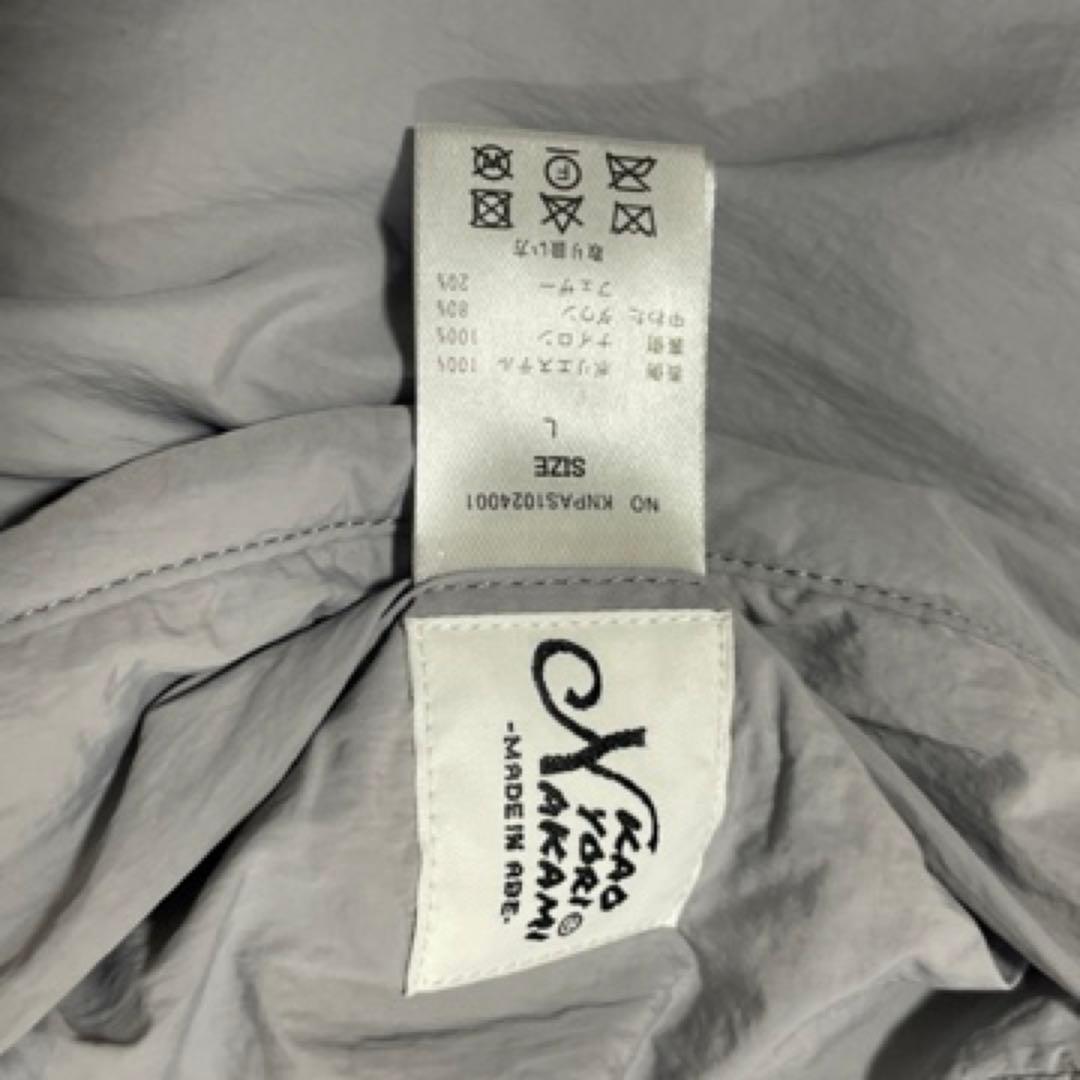 NO KNPAS1024001
SIZE
L
表側 ポリエステル 100%
裏側 ナイロン 100%
中わた ダウン 80%
フェザー 20%
取り扱い方
F
W
KAO
YORI©
NAKAMI
-MADE IN ABE.-